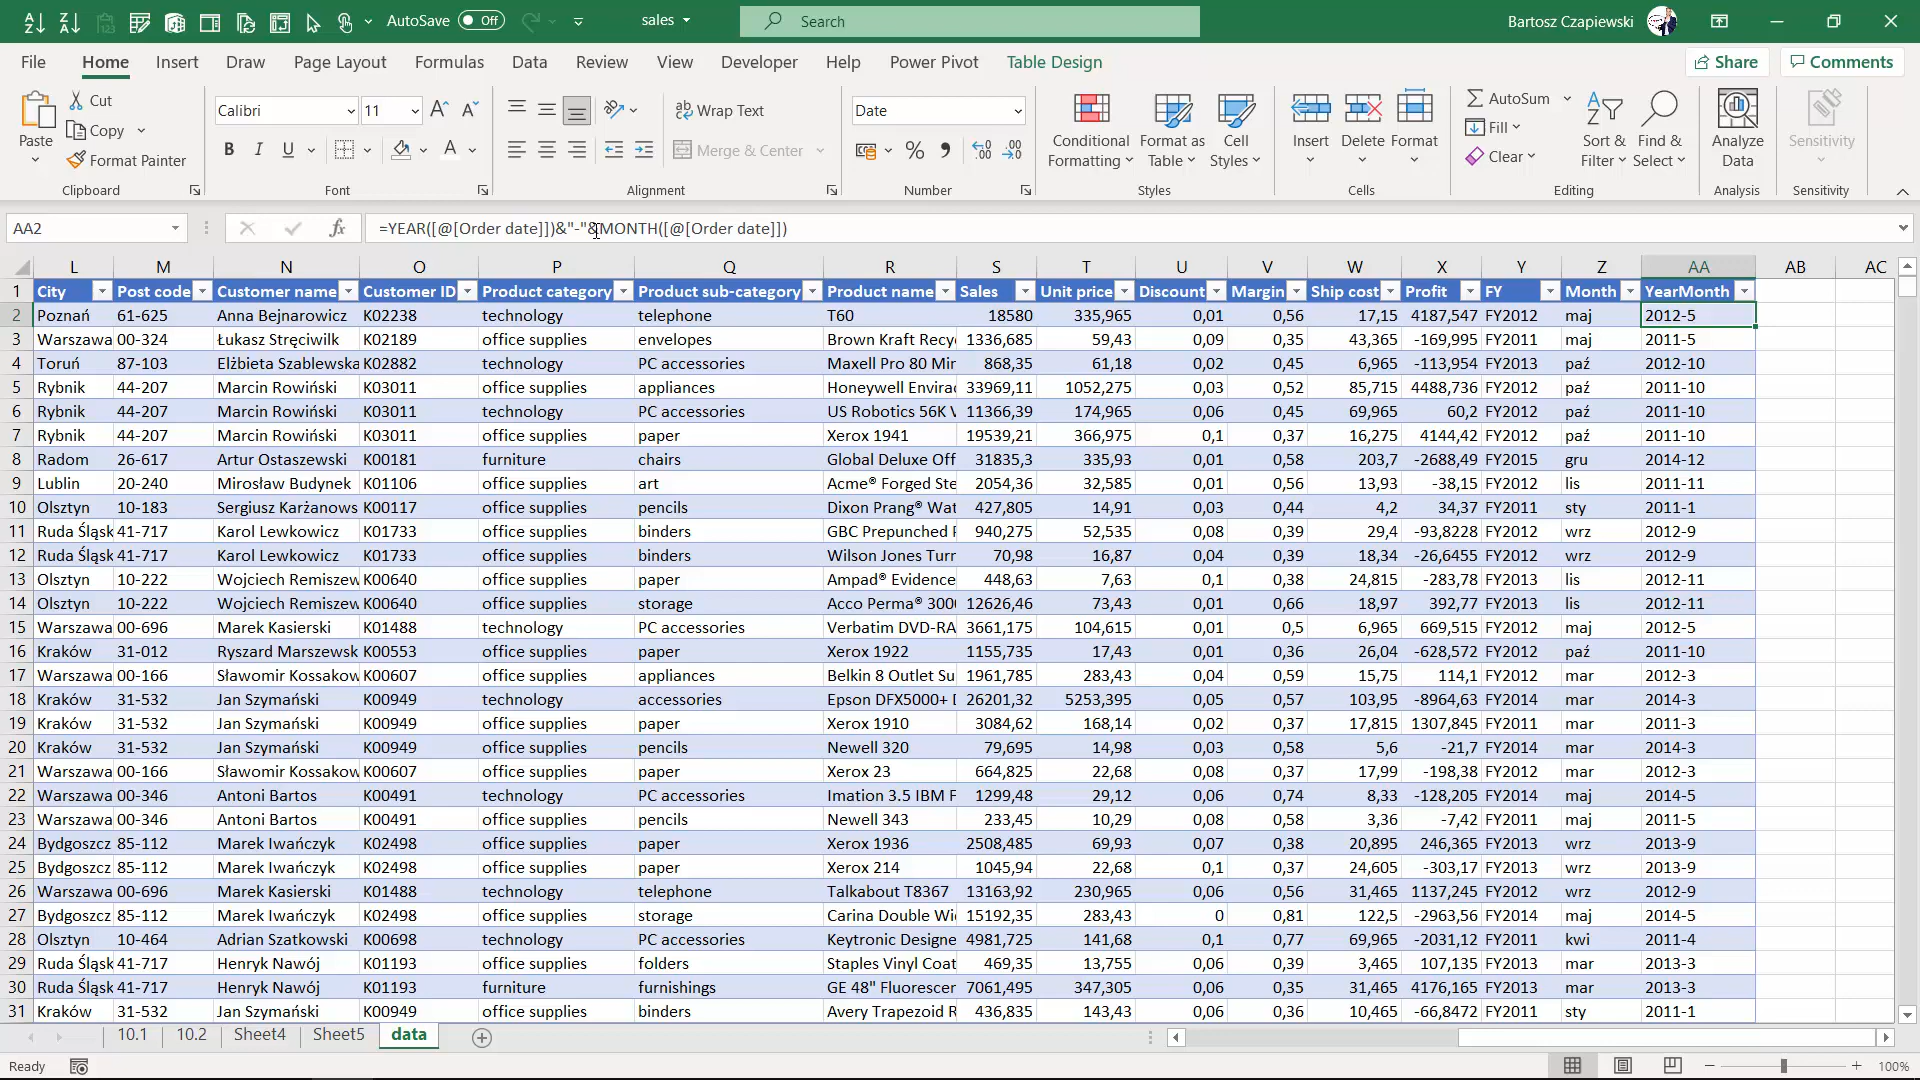 AutoSave Off sales Search Bartosz Czapiewski
File Home Insert Draw Page Layout Formulas Data Review View Developer Help Power Pivot Table Design Share Comments
Paste Cut Copy Format Painter Clipboard
Calibri 11 B I U A Font
Wrap Text Merge & Center Alignment
Date % Number
Conditional Formatting Format as Table Cell Styles Styles
Insert Delete Format Cells
AutoSum Fill Clear Sort & Filter Find & Select Editing
Analyze Data Analysis
Sensitivity Sensitivity
AA2 fx =YEAR([@[Order date]])&"-"&MONTH([@[Order date]])
L M N O P Q R S T U V W X Y Z AA AB AC
1 City Post code Customer name Customer ID Product category Product sub-category Product name Sales Unit price Discount Margin Ship cost Profit FY Month YearMonth
2 Poznań 61-625 Anna Bejnarowicz K02238 technology telephone T60 18580 335,965 0,01 0,56 17,15 4187,547 FY2012 maj 2012-5
3 Warszawa 00-324 Łukasz Stręciwilk K02189 office supplies envelopes Brown Kraft Recy 1336,685 59,43 0,09 0,35 43,365 -169,995 FY2011 maj 2011-5
4 Toruń 87-103 Elżbieta Szablewska K02882 technology PC accessories Maxell Pro 80 Mir 868,35 61,18 0,02 0,45 6,965 -113,954 FY2013 paź 2012-10
5 Rybnik 44-207 Marcin Rowiński K03011 office supplies appliances Honeywell Envirac 33969,11 1052,275 0,03 0,52 85,715 4488,736 FY2012 paź 2011-10
6 Rybnik 44-207 Marcin Rowiński K03011 technology PC accessories US Robotics 56K V 11366,39 174,965 0,06 0,45 69,965 60,2 FY2012 paź 2011-10
7 Rybnik 44-207 Marcin Rowiński K03011 office supplies paper Xerox 1941 19539,21 366,975 0,1 0,37 16,275 4144,42 FY2012 paź 2011-10
8 Radom 26-617 Artur Ostaszewski K00181 furniture chairs Global Deluxe Off 31835,3 335,93 0,01 0,58 203,7 -2688,49 FY2015 gru 2014-12
9 Lublin 20-240 Mirosław Budynek K01106 office supplies art Acme® Forged Ste 2054,36 32,585 0,01 0,56 13,93 -38,15 FY2012 lis 2011-11
10 Olsztyn 10-183 Sergiusz Karżanows K00117 office supplies pencils Dixon Prang® Wat 427,805 14,91 0,03 0,44 4,2 34,37 FY2011 sty 2011-1
11 Ruda Śląsk 41-717 Karol Lewkowicz K01733 office supplies binders GBC Prepunched P 940,275 52,535 0,08 0,39 29,4 -93,8228 FY2012 wrz 2012-9
12 Ruda Śląsk 41-717 Karol Lewkowicz K01733 office supplies binders Wilson Jones Turr 70,98 16,87 0,04 0,39 18,34 -26,6455 FY2012 wrz 2012-9
13 Olsztyn 10-222 Wojciech Remiszew K00640 office supplies paper Ampad® Evidence 448,63 7,63 0,1 0,38 24,815 -283,78 FY2013 lis 2012-11
14 Olsztyn 10-222 Wojciech Remiszew K00640 office supplies storage Acco Perma® 300 12626,46 73,43 0,01 0,66 18,97 392,77 FY2013 lis 2012-11
15 Warszawa 00-696 Marek Kasierski K01488 technology PC accessories Verbatim DVD-RA 3661,175 104,615 0,01 0,5 6,965 669,515 FY2012 maj 2012-5
16 Kraków 31-012 Ryszard Marszewsk K00553 office supplies paper Xerox 1922 1155,735 17,43 0,01 0,36 26,04 -628,572 FY2012 paź 2011-10
17 Warszawa 00-166 Sławomir Kossakow K00607 office supplies appliances Belkin 8 Outlet Su 1961,785 283,43 0,04 0,59 15,75 114,1 FY2012 mar 2012-3
18 Kraków 31-532 Jan Szymański K00949 technology accessories Epson DFX5000+ D 26201,32 5253,395 0,05 0,57 103,95 -8964,63 FY2014 mar 2014-3
19 Kraków 31-532 Jan Szymański K00949 office supplies paper Xerox 1910 3084,62 168,14 0,02 0,37 17,815 1307,845 FY2011 mar 2011-3
20 Kraków 31-532 Jan Szymański K00949 office supplies pencils Newell 320 79,695 14,98 0,03 0,58 5,6 -21,7 FY2014 mar 2014-3
21 Warszawa 00-166 Sławomir Kossakow K00607 office supplies paper Xerox 23 664,825 22,68 0,08 0,37 17,99 -198,38 FY2012 mar 2012-3
22 Warszawa 00-346 Antoni Bartos K00491 technology PC accessories Imation 3.5 IBM F 1299,48 29,12 0,06 0,74 8,33 -128,205 FY2014 maj 2014-5
23 Warszawa 00-346 Antoni Bartos K00491 office supplies pencils Newell 343 233,45 10,29 0,08 0,58 3,36 -7,42 FY2011 maj 2011-5
24 Bydgoszcz 85-112 Marek Iwańczyk K02498 office supplies paper Xerox 1936 2508,485 69,93 0,07 0,38 20,895 246,365 FY2013 wrz 2013-9
25 Bydgoszcz 85-112 Marek Iwańczyk K02498 office supplies paper Xerox 214 1045,94 22,68 0,1 0,37 24,605 -303,17 FY2013 wrz 2013-9
26 Warszawa 00-696 Marek Kasierski K01488 technology telephone Talkabout T8367 13163,92 230,965 0,06 0,56 31,465 1137,245 FY2012 wrz 2012-9
27 Bydgoszcz 85-112 Marek Iwańczyk K02498 office supplies storage Carina Double Wi 15192,35 283,43 0 0,81 122,5 -2963,56 FY2014 maj 2014-5
28 Olsztyn 10-464 Adrian Szatkowski K00698 technology PC accessories Keytronic Designe 4981,725 141,68 0,1 0,77 69,965 -2031,12 FY2011 kwi 2011-4
29 Ruda Śląsk 41-717 Henryk Nawój K01193 office supplies folders Staples Vinyl Coat 469,35 13,755 0,06 0,39 3,465 107,135 FY2013 mar 2013-3
30 Ruda Śląsk 41-717 Henryk Nawój K01193 furniture furnishings GE 48" Fluorescer 7061,495 347,305 0,06 0,35 31,465 4176,165 FY2013 mar 2013-3
31 Kraków 31-532 Jan Szymański K00949 office supplies binders Avery Trapezoid R 436,835 143,43 0,06 0,36 10,465 -66,8472 FY2011 sty 2011-1
10.1 10.2 Sheet4 Sheet5 data
Ready 100%